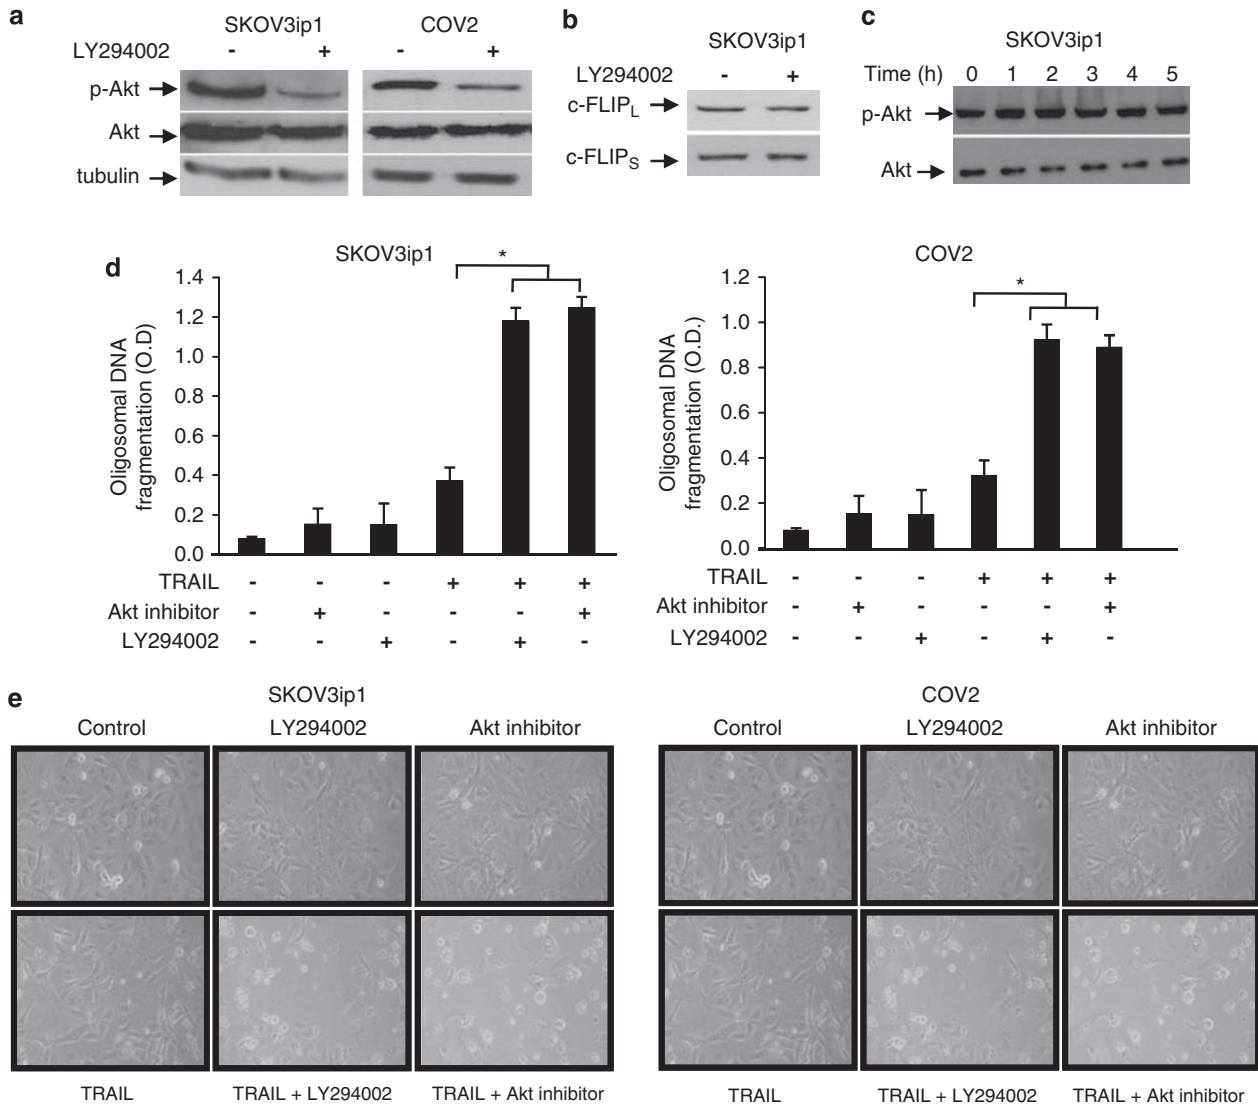 a
SKOV3ip1
COV2
LY294002 - + - +
p-Akt
Akt
tubulin
b
SKOV3ip1
LY294002 - +
c-FLIPL
c-FLIPS
c
SKOV3ip1
Time (h) 0 1 2 3 4 5
p-Akt
Akt
d
SKOV3ip1
Oligosomal DNA
fragmentation (O.D)
1.4
1.2
1.0
0.8
0.6
0.4
0.2
0.0
*
TRAIL - - - + + +
Akt inhibitor - + - - - +
LY294002 - - + - + -
COV2
Oligosomal DNA
fragmentation (O.D.)
1.2
1.0
0.8
0.6
0.4
0.2
0.0
*
TRAIL - - - + + +
Akt inhibitor - + - - - +
LY294002 - - + - + -
e
SKOV3ip1
Control LY294002 Akt inhibitor
TRAIL TRAIL + LY294002 TRAIL + Akt inhibitor
COV2
Control LY294002 Akt inhibitor
TRAIL TRAIL + LY294002 TRAIL + Akt inhibitor